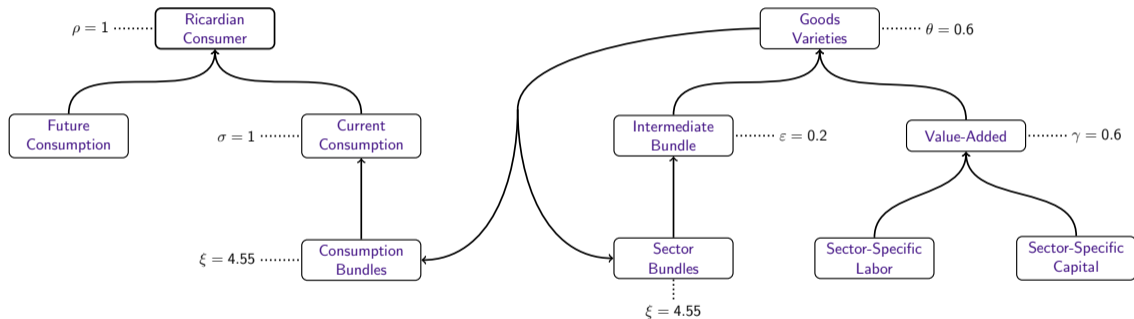 Ricardian
Consumer
ρ = 1
Goods
Varieties
θ = 0.6
Future
Consumption
σ = 1
Current
Consumption
Intermediate
Bundle
ε = 0.2
Value-Added
γ = 0.6
ξ = 4.55
Consumption
Bundles
Sector
Bundles
Sector-Specific
Labor
Sector-Specific
Capital
ξ = 4.55